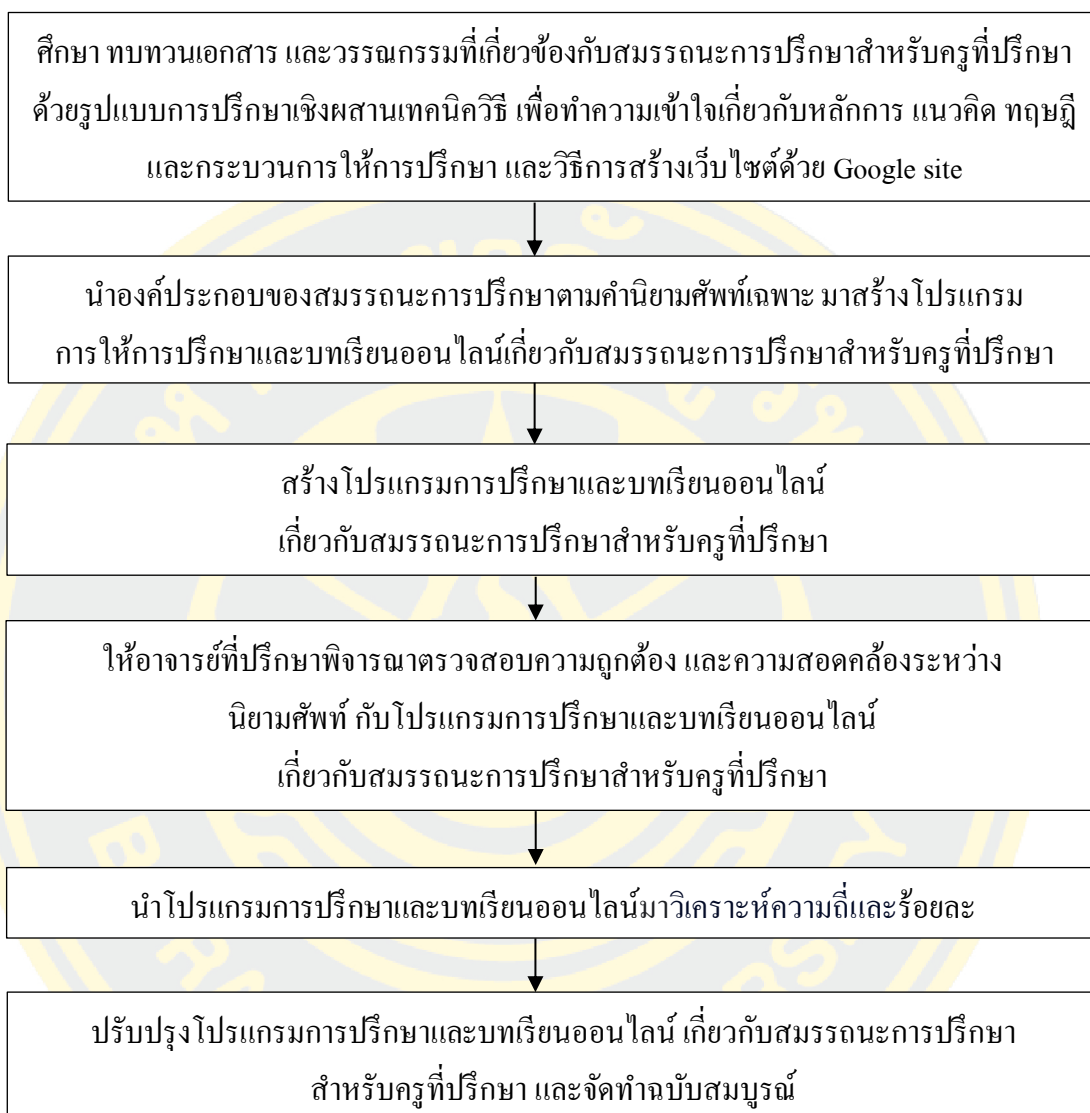 ศึกษา ทบทวนเอกสาร และวรรณกรรมที่เกี่ยวข้องกับสมรรถนะการปรึกษาสำหรับครูที่ปรึกษา
ด้วยรูปแบบการปรึกษาเชิงผสานเทคนิควิธี เพื่อทำความเข้าใจเกี่ยวกับหลักการ แนวคิด ทฤษฎี
และกระบวนการให้การปรึกษา และวิธีการสร้างเว็บไซต์ด้วย Google site
นำองค์ประกอบของสมรรถนะการปรึกษาตามคำนิยามศัพท์เฉพาะ มาสร้างโปรแกรม
การให้การปรึกษาและบทเรียนออนไลน์เกี่ยวกับสมรรถนะการปรึกษาสำหรับครูที่ปรึกษา
สร้างโปรแกรมการปรึกษาและบทเรียนออนไลน์
เกี่ยวกับสมรรถนะการปรึกษาสำหรับครูที่ปรึกษา
ให้อาจารย์ที่ปรึกษาพิจารณาตรวจสอบความถูกต้อง และความสอดคล้องระหว่าง
นิยามศัพท์ กับโปรแกรมการปรึกษาและบทเรียนออนไลน์
เกี่ยวกับสมรรถนะการปรึกษาสำหรับครูที่ปรึกษา
นำโปรแกรมการปรึกษาและบทเรียนออนไลน์มาวิเคราะห์ความถี่และร้อยละ
ปรับปรุงโปรแกรมการปรึกษาและบทเรียนออนไลน์ เกี่ยวกับสมรรถนะการปรึกษา
สำหรับครูที่ปรึกษา และจัดทำฉบับสมบูรณ์